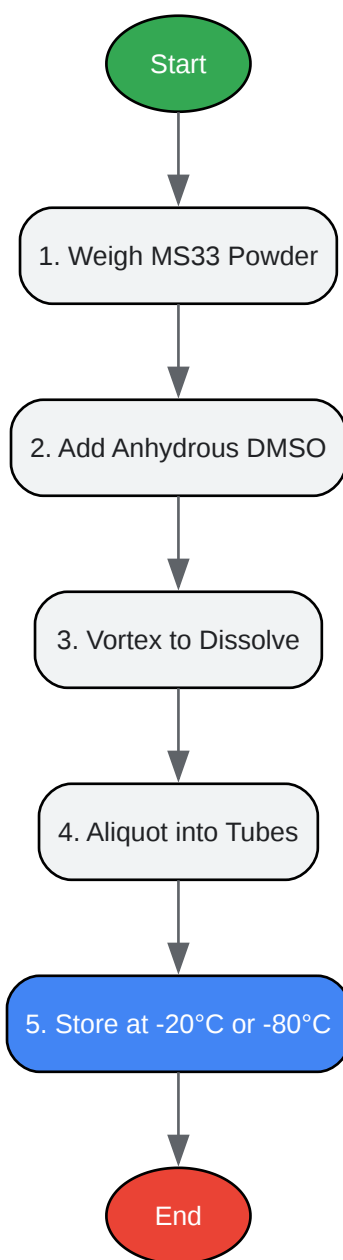 Start
1. Weigh MS33 Powder
2. Add Anhydrous DMSO
3. Vortex to Dissolve
4. Aliquot into Tubes
5. Store at -20°C or -80°C
End